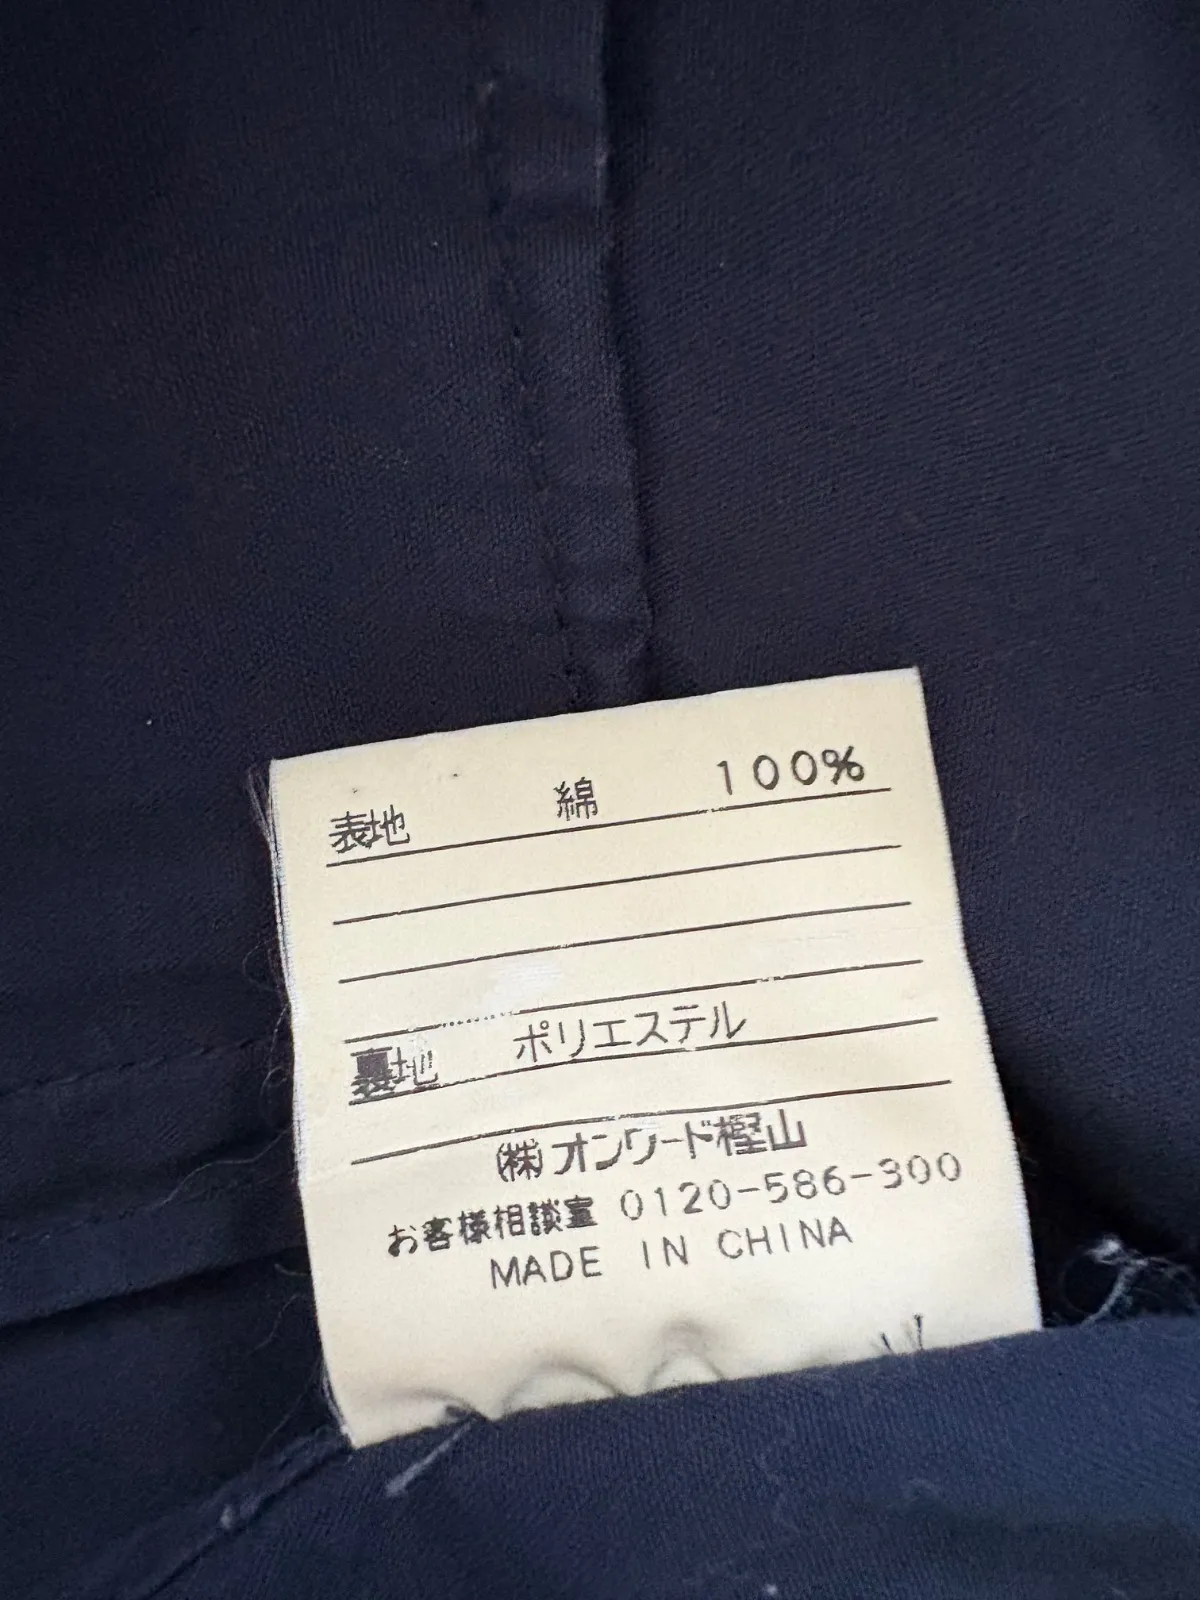 表地 綿 100%
裏地 ポリエステル
(株)オンワード樫山
お客様相談室 0120-586-300
MADE IN CHINA